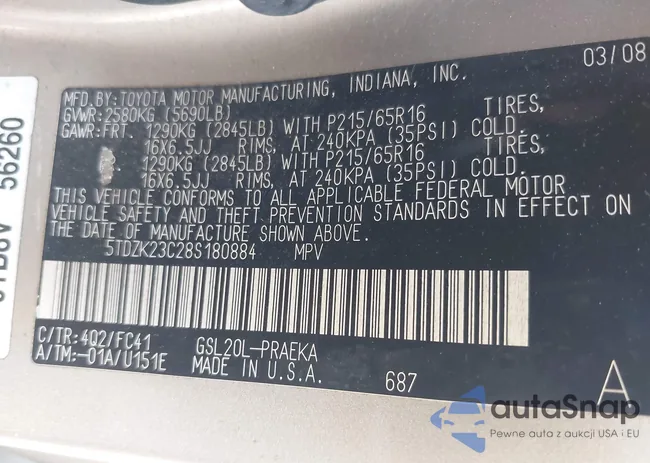 03/08
MFD.BY: TOYOTA MOTOR MANUFACTURING, INDIANA, INC.
GVWR: 2580KG (5690LB)
GAWR: FRT. 1290KG (2845LB) WITH P215/65R16 TIRES,
16X6.5JJ RIMS, AT 240KPA (35PSI) COLD.
1290KG (2845LB) WITH P215/65R16 TIRES,
16X6.5JJ RIMS, AT 240KPA (35PSI) COLD.
THIS VEHICLE CONFORMS TO ALL APPLICABLE FEDERAL MOTOR
VEHICLE SAFETY AND THEFT PREVENTION STANDARDS IN EFFECT ON
THE DATE OF MANUFACTURE SHOWN ABOVE.
5TDZK23C28S180884 MPV
C/TR: 4Q2/FC41 GSL20L-PRAEKA
A/TM:-01A/U151E MADE IN U.S.A. 687 A
56260
autoSnap
Pewne auta z aukcji USA i EU